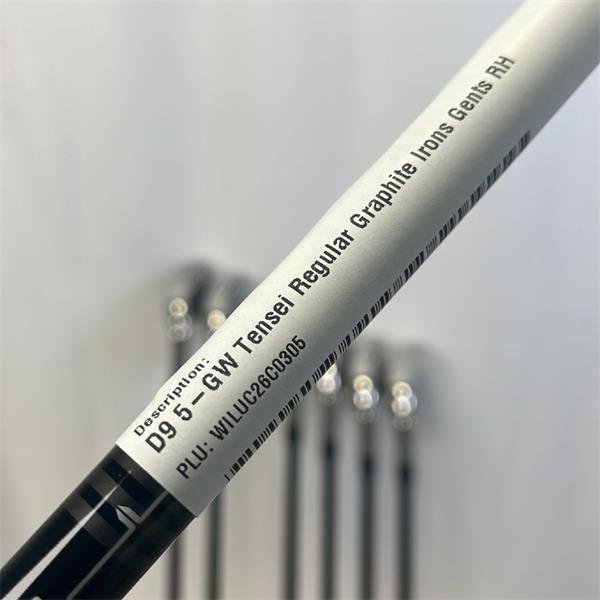 Description:
D9 5-GW Tensei Regular Graphite Irons Gents RH
PLU: WILUC26C0305